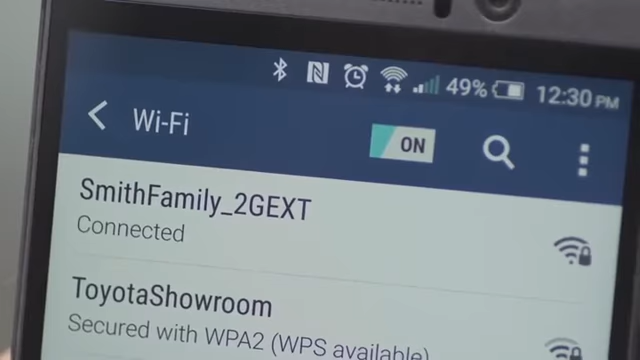 49% 12:30 PM
Wi-Fi ON
SmithFamily_2GEXT
Connected
ToyotaShowroom
Secured with WPA2 (WPS available)